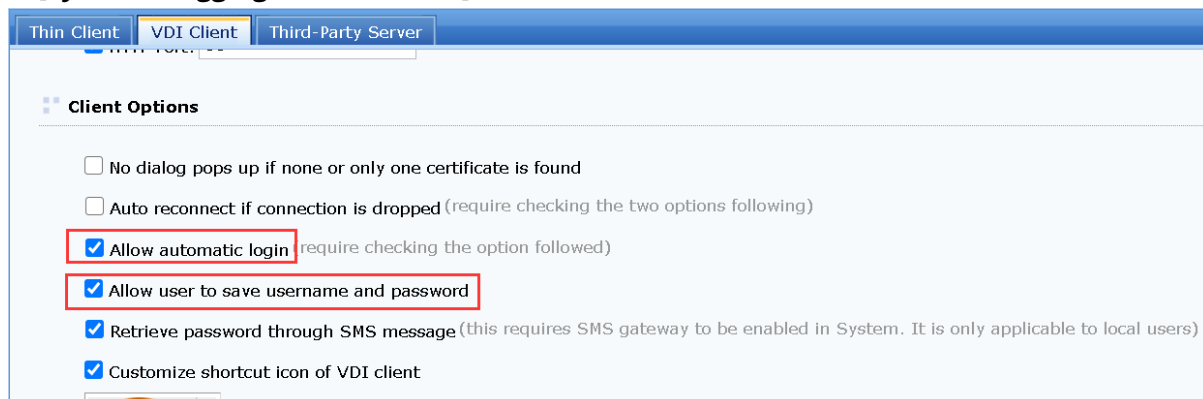 Thin Client VDI Client Third-Party Server
Client Options
No dialog pops up if none or only one certificate is found
Auto reconnect if connection is dropped (require checking the two options following)
Allow automatic login (require checking the option followed)
Allow user to save username and password
Retrieve password through SMS message (this requires SMS gateway to be enabled in System. It is only applicable to local users)
Customize shortcut icon of VDI client